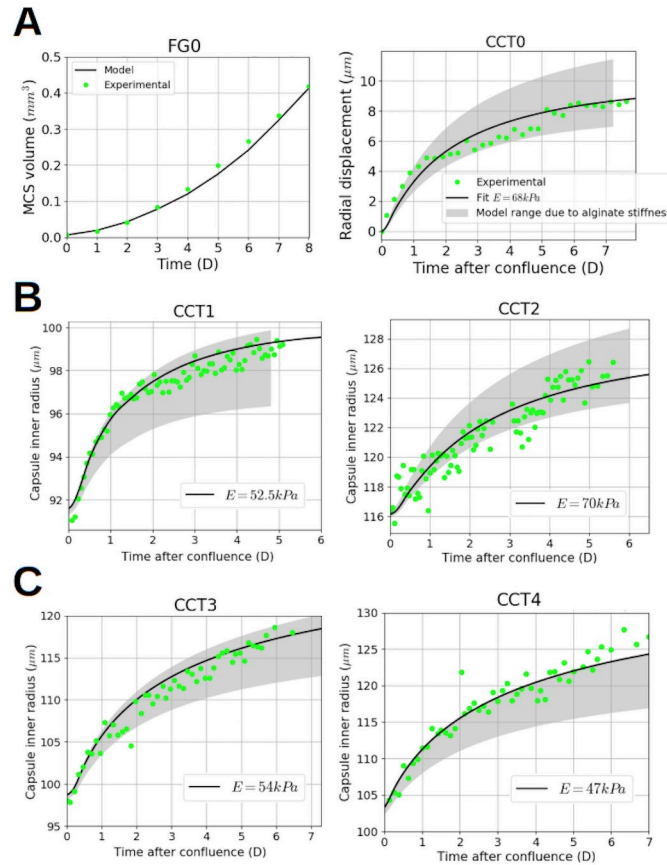 A
FG0
CCT0
MCS volume (mm³)
0.5
0.4
0.3
0.2
0.1
0.0
Model
Experimental
0 1 2 3 4 5 6 7 8
Time (D)
Radial displacement (μm)
10
8
6
4
2
0
Experimental
Fit E = 68kPa
Model range due to alginate stiffness
0 1 2 3 4 5 6 7
Time after confluence (D)
B
CCT1
CCT2
Capsule inner radius (μm)
100
98
96
94
92
E = 52.5kPa
0 1 2 3 4 5 6
Time after confluence (D)
Capsule inner radius (μm)
128
126
124
122
120
118
116
E = 70kPa
0 1 2 3 4 5 6
Time after confluence (D)
C
CCT3
CCT4
Capsule inner radius (μm)
120
115
110
105
100
95
E = 54kPa
0 1 2 3 4 5 6 7
Time after confluence (D)
Capsule inner radius (μm)
130
125
120
115
110
105
100
E = 47kPa
0 1 2 3 4 5 6 7
Time after confluence (D)